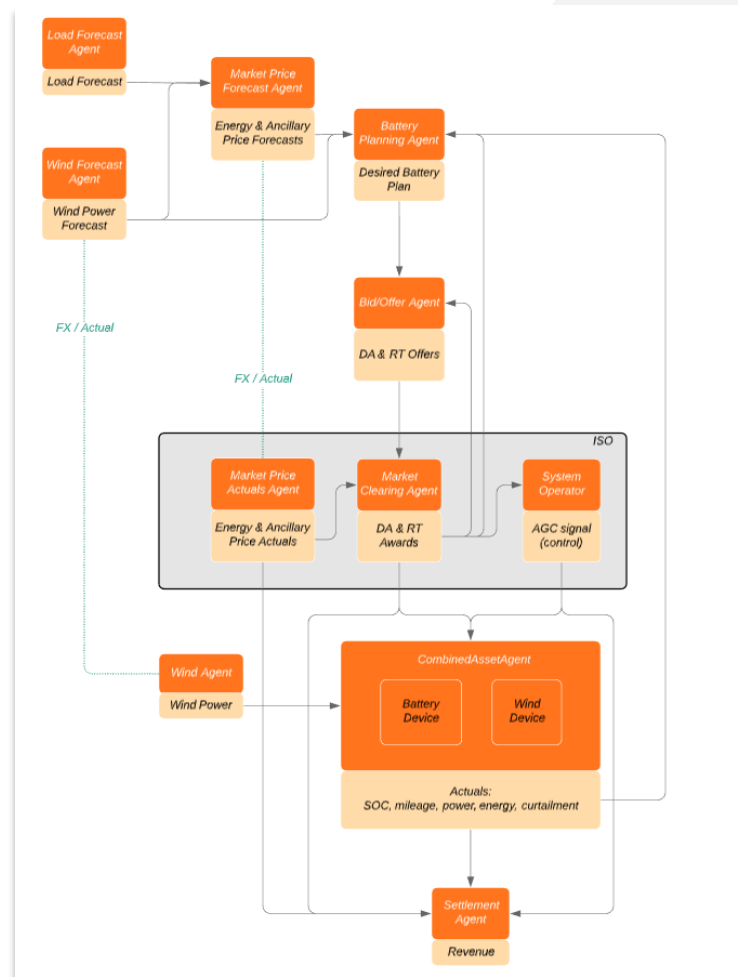 Load Forecast
Agent
Load Forecast
Market Price
Forecast Agent
Energy & Ancillary
Price Forecasts
Battery
Planning Agent
Desired Battery
Plan
Wind Forecast
Agent
Wind Power
Forecast
Bid/Offer Agent
DA & RT Offers
FX / Actual
FX / Actual
ISO
Market Price
Actuals Agent
Energy & Ancillary
Price Actuals
Market
Clearing Agent
DA & RT
Awards
System
Operator
AGC signal
(control)
Wind Agent
Wind Power
CombinedAssetAgent
Battery
Device
Wind
Device
Actuals:
SOC, mileage, power, energy, curtailment
Settlement
Agent
Revenue